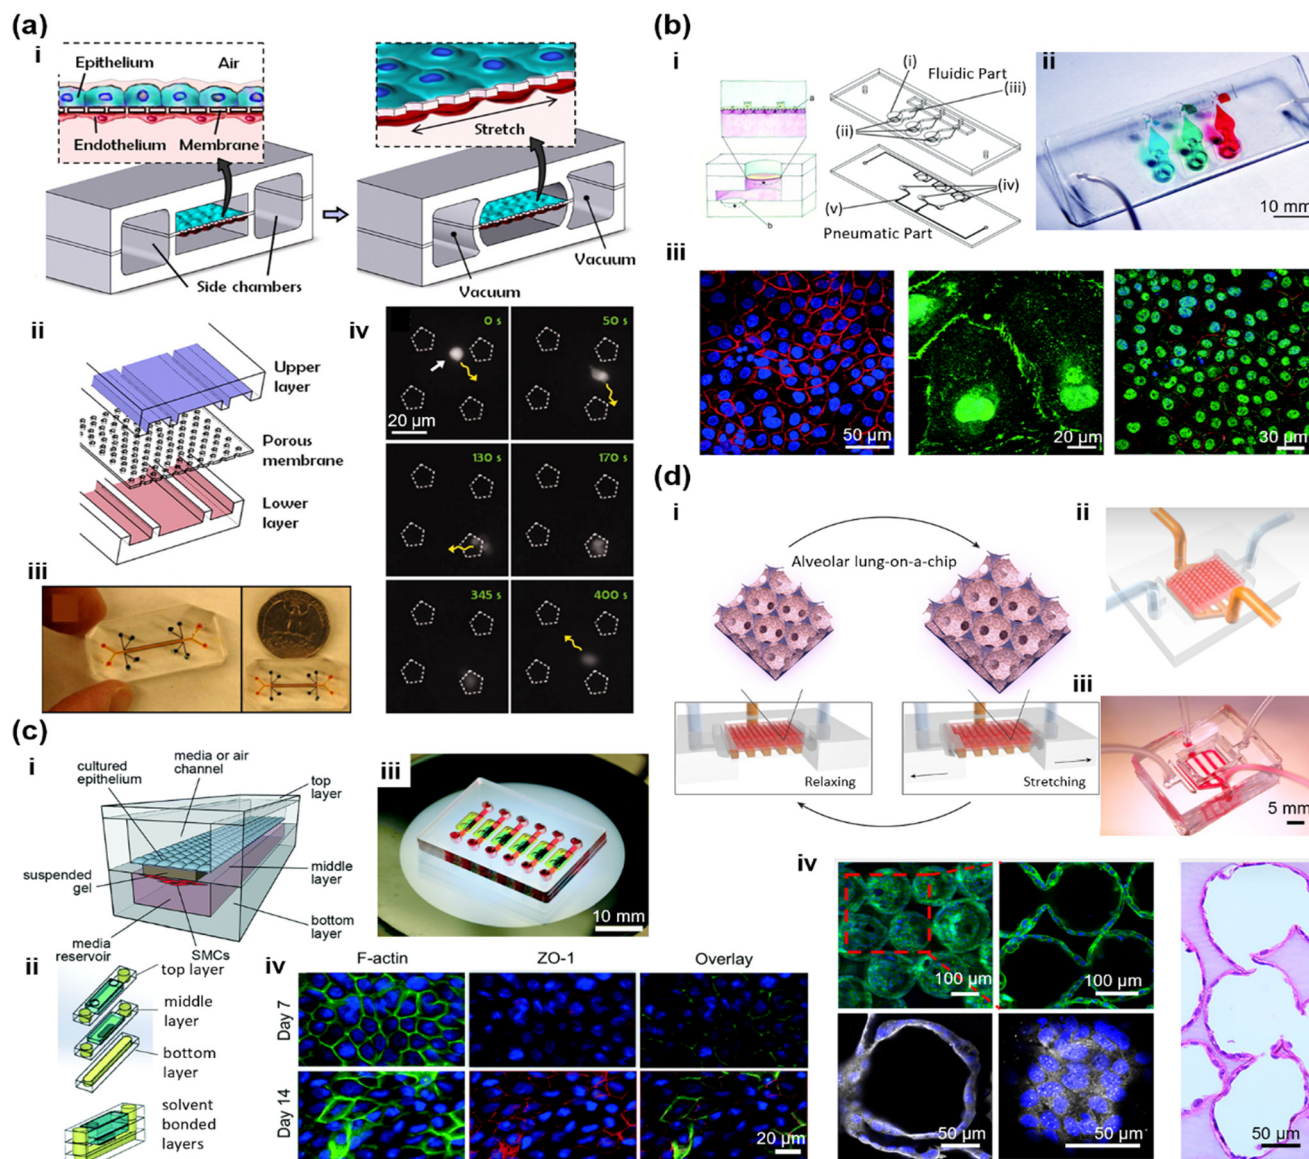 (a)
i
Epithelium
Air
Endothelium
Membrane
Stretch
Side chambers
Vacuum
Vacuum
ii
Upper
layer
Porous
membrane
Lower
layer
iii
iv
0 s
50 s
20 µm
130 s
170 s
345 s
400 s
(b)
i
a
b
(i)
Fluidic Part
(iii)
(ii)
(iv)
(v)
Pneumatic Part
ii
10 mm
iii
50 µm
20 µm
30 µm
(c)
i
cultured
epithelium
media or air
channel
top
layer
suspended
gel
middle
layer
media
reservoir
SMCs
bottom
layer
ii
top layer
middle
layer
bottom
layer
solvent
bonded
layers
iii
10 mm
iv
F-actin
ZO-1
Overlay
Day 7
Day 14
20 µm
(d)
i
Alveolar lung-on-a-chip
Relaxing
Stretching
ii
iii
5 mm
iv
100 µm
100 µm
50 µm
50 µm
50 µm